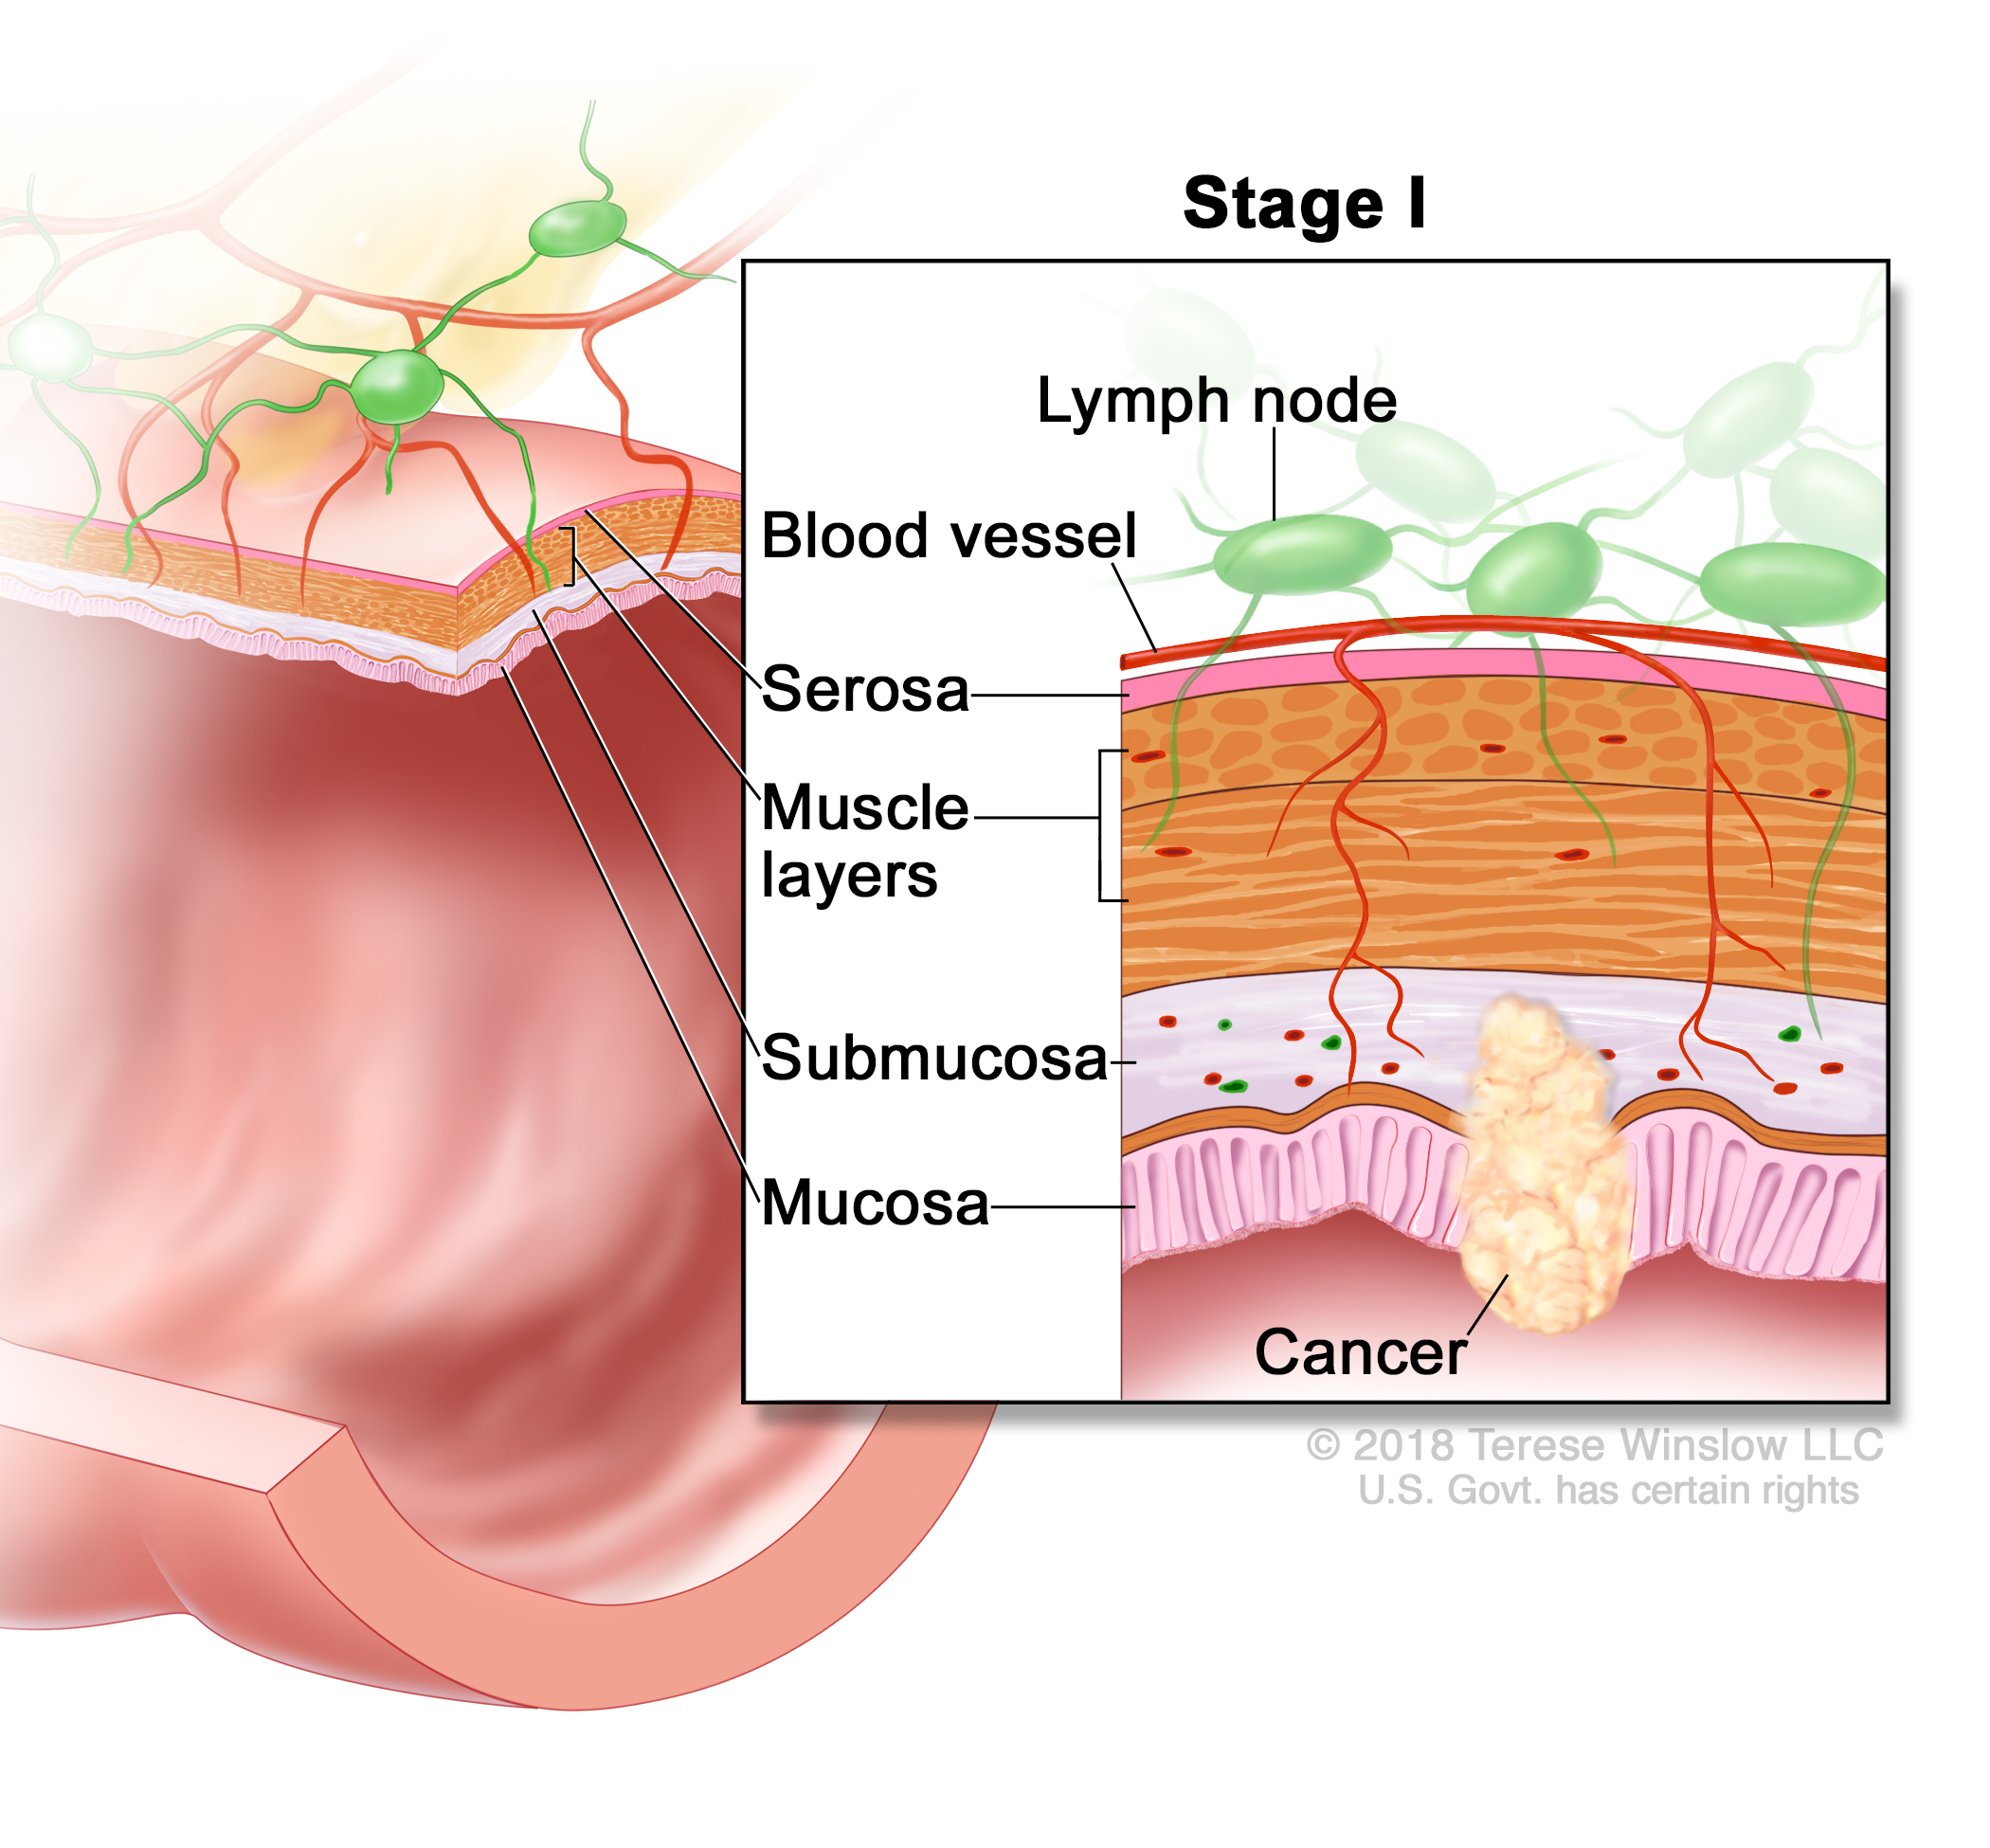 Stage I
Lymph node
Blood vessel
Serosa
Muscle
layers
Submucosa
Mucosa
Cancer
© 2018 Terese Winslow LLC
U.S. Govt. has certain rights